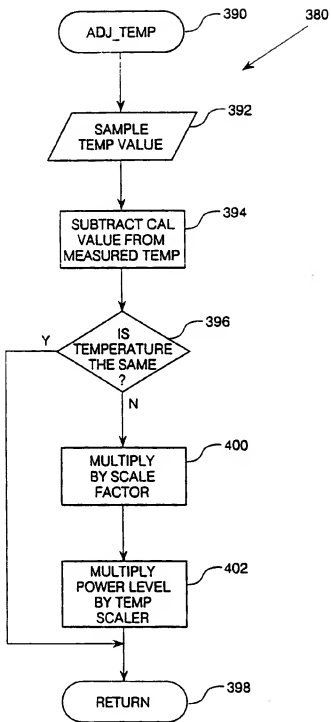 ADJ_TEMP
390
380
SAMPLE
TEMP VALUE
392
SUBTRACT CAL
VALUE FROM
MEASURED TEMP
394
IS
TEMPERATURE
THE SAME
?
396
Y
N
MULTIPLY
BY SCALE
FACTOR
400
MULTIPLY
POWER LEVEL
BY TEMP
SCALER
402
RETURN
398